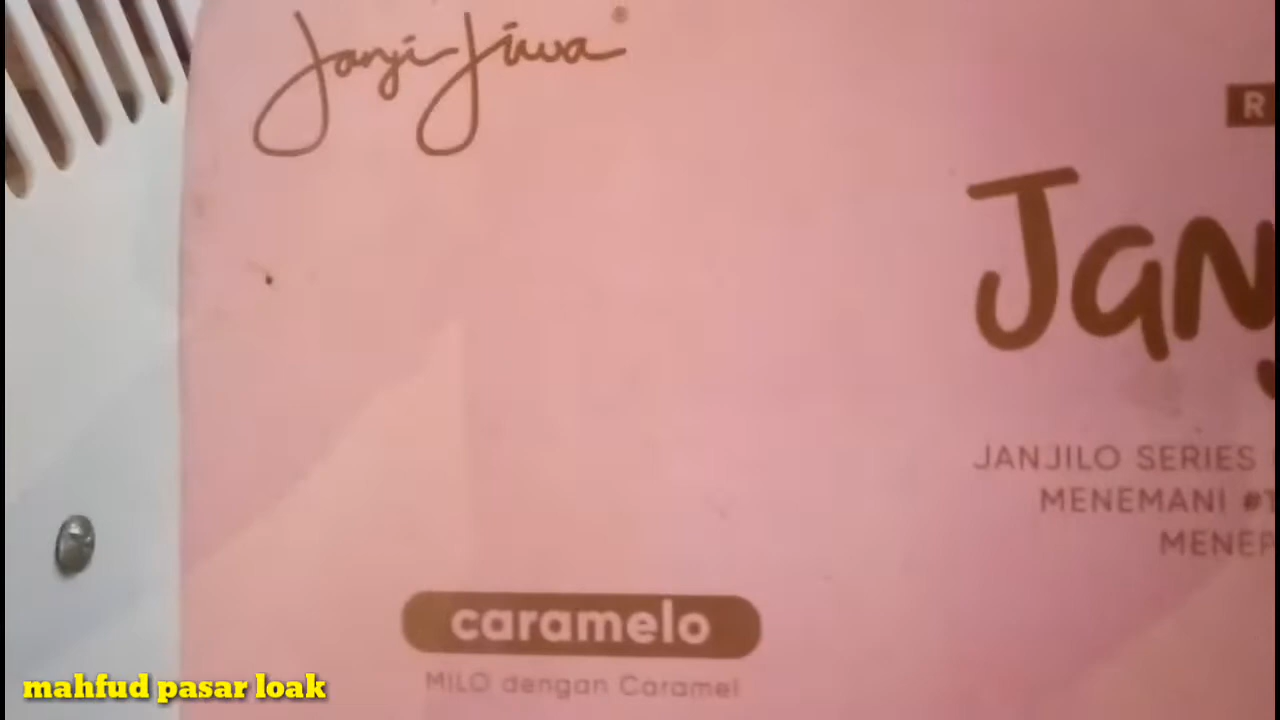 Janji Jiwa®
R
Jan
JANJILO SERIES
MENEMANI
caramelo
MILO dengan Caramel
mahfud pasar loak